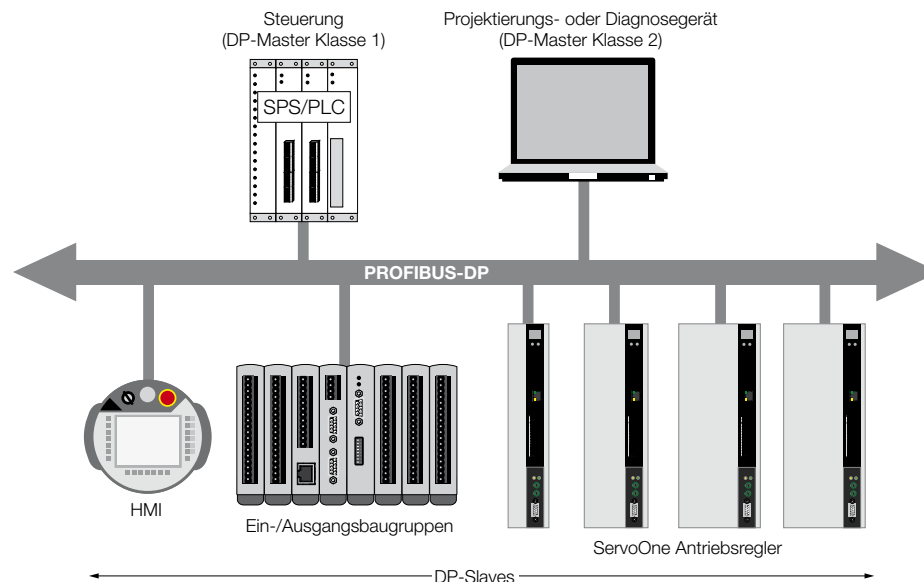 Steuerung
(DP-Master Klasse 1)
Projektierungs- oder Diagnosegerät
(DP-Master Klasse 2)
SPS/PLC
PROFIBUS-DP
HMI
Ein-/Ausgangsbaugruppen
ServoOne Antriebsregler
DP-Slaves